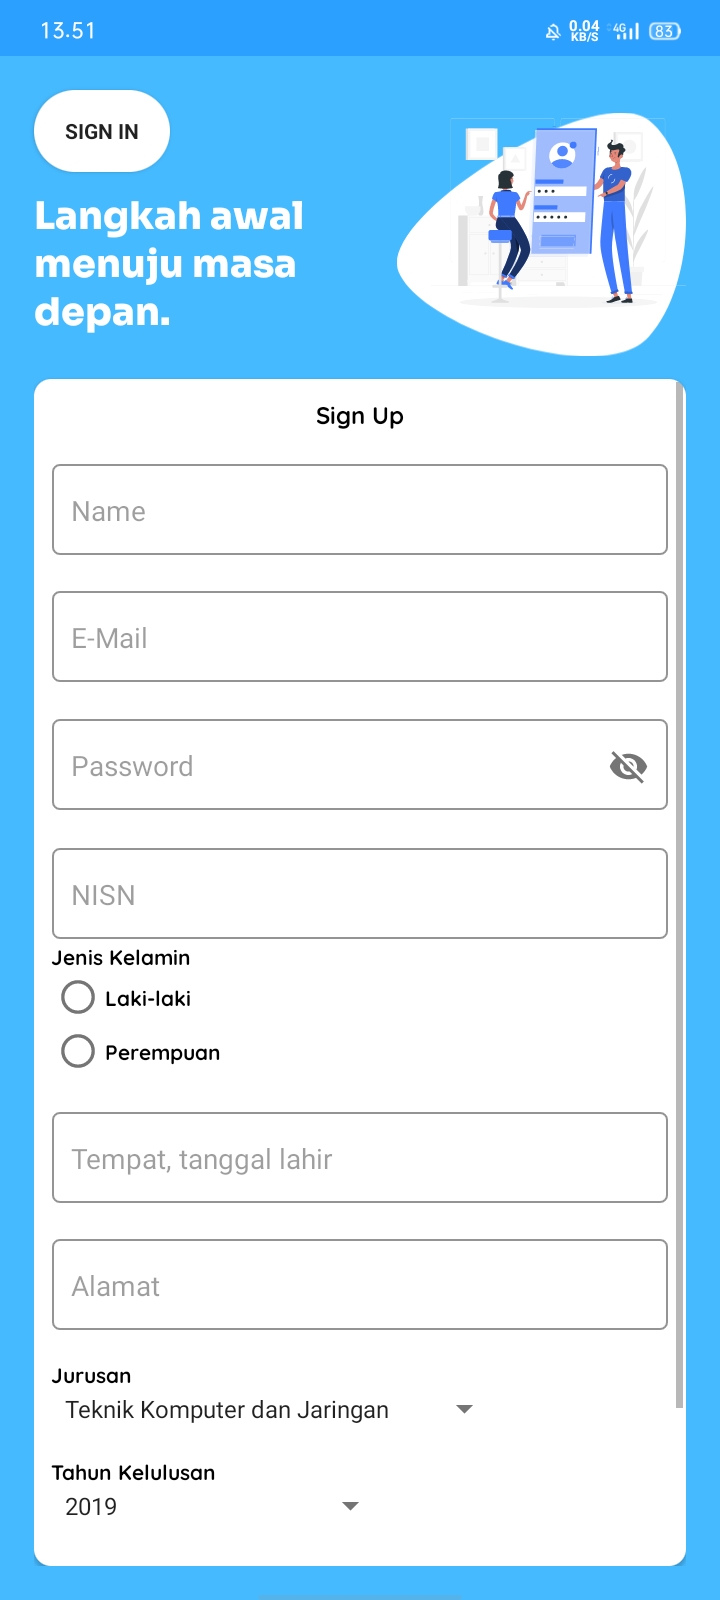 13.51
0.04
KB/S
4G
83
SIGN IN
Langkah awal
menuju masa
depan.
Sign Up
Name
E-Mail
Password
NISN
Jenis Kelamin
Laki-laki
Perempuan
Tempat, tanggal lahir
Alamat
Jurusan
Teknik Komputer dan Jaringan
Tahun Kelulusan
2019